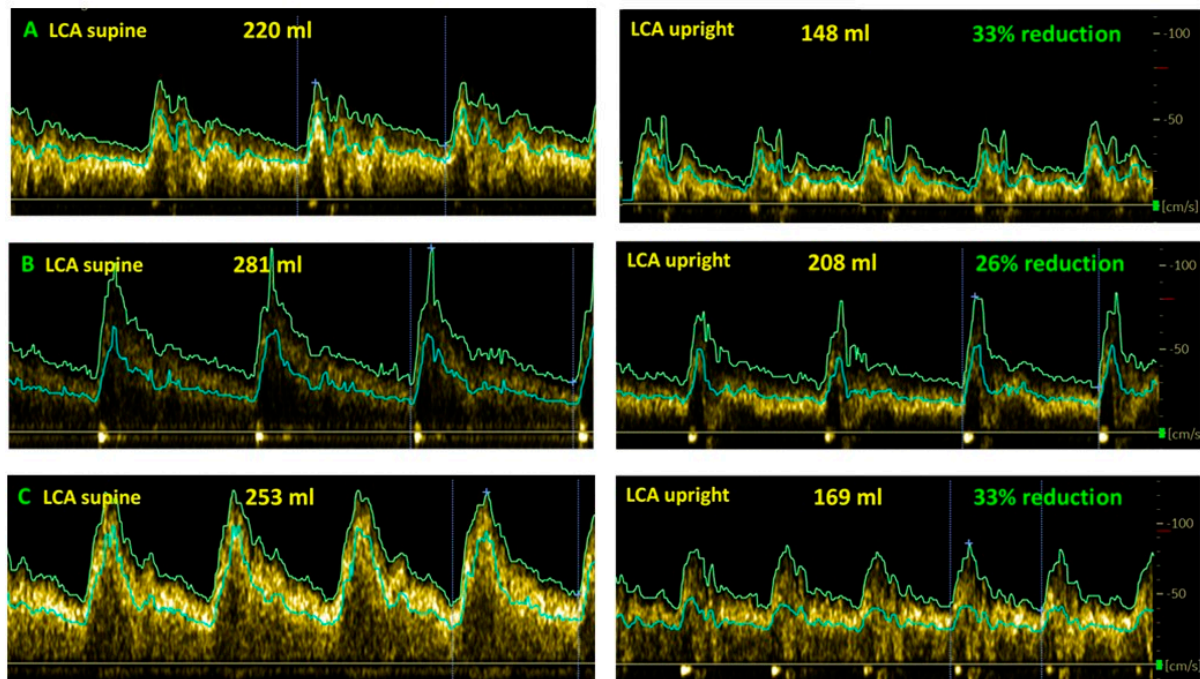 A LCA supine 220 ml
LCA upright 148 ml 33% reduction
-100
-50
[cm/s]
B LCA supine 281 ml
LCA upright 208 ml 26% reduction
-100
-50
[cm/s]
C LCA supine 253 ml
LCA upright 169 ml 33% reduction
-100
-50
[cm/s]